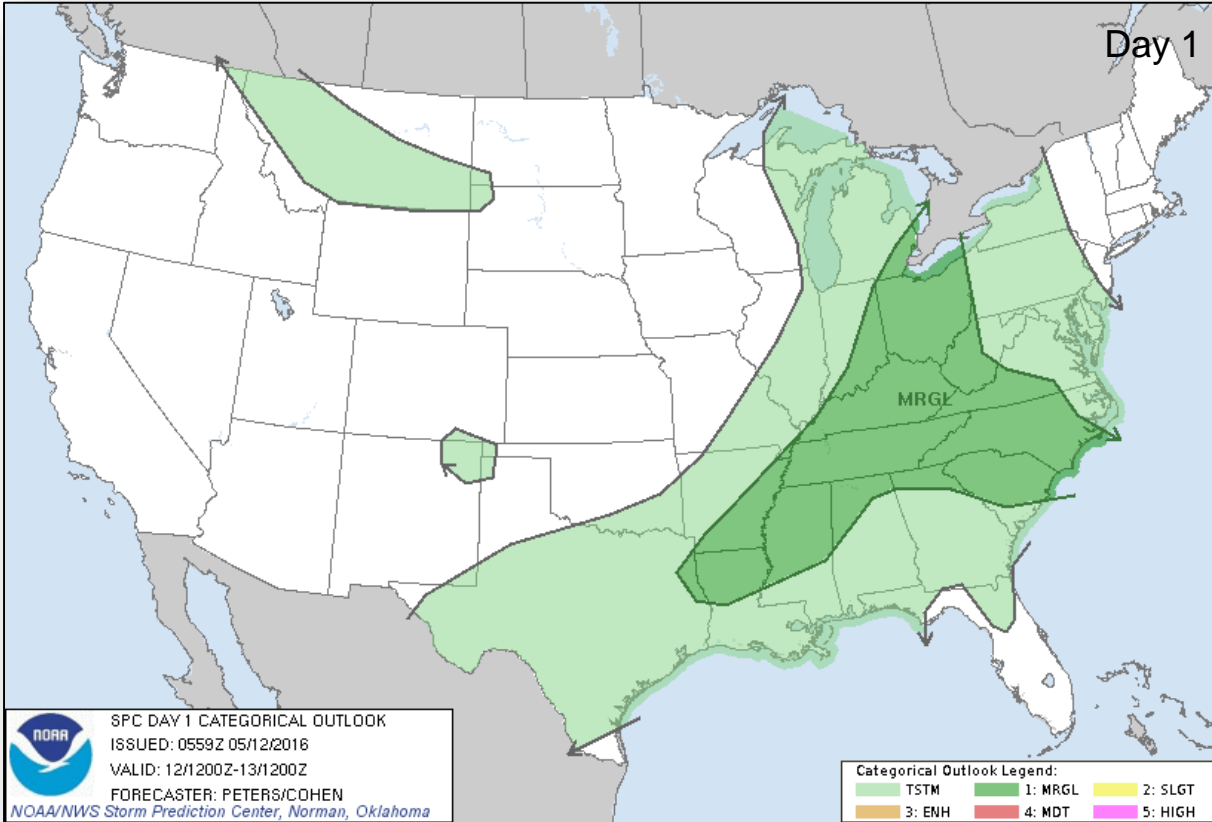 Day 1
MRGL
NOAA
SPC DAY 1 CATEGORICAL OUTLOOK
ISSUED: 0559Z 05/12/2016
VALID: 12/1200Z-13/1200Z
FORECASTER: PETERS/COHEN
NOAA/NWS Storm Prediction Center, Norman, Oklahoma
Categorical Outlook Legend:
TSTM 1: MRGL 2: SLGT
3: ENH 4: MDT 5: HIGH